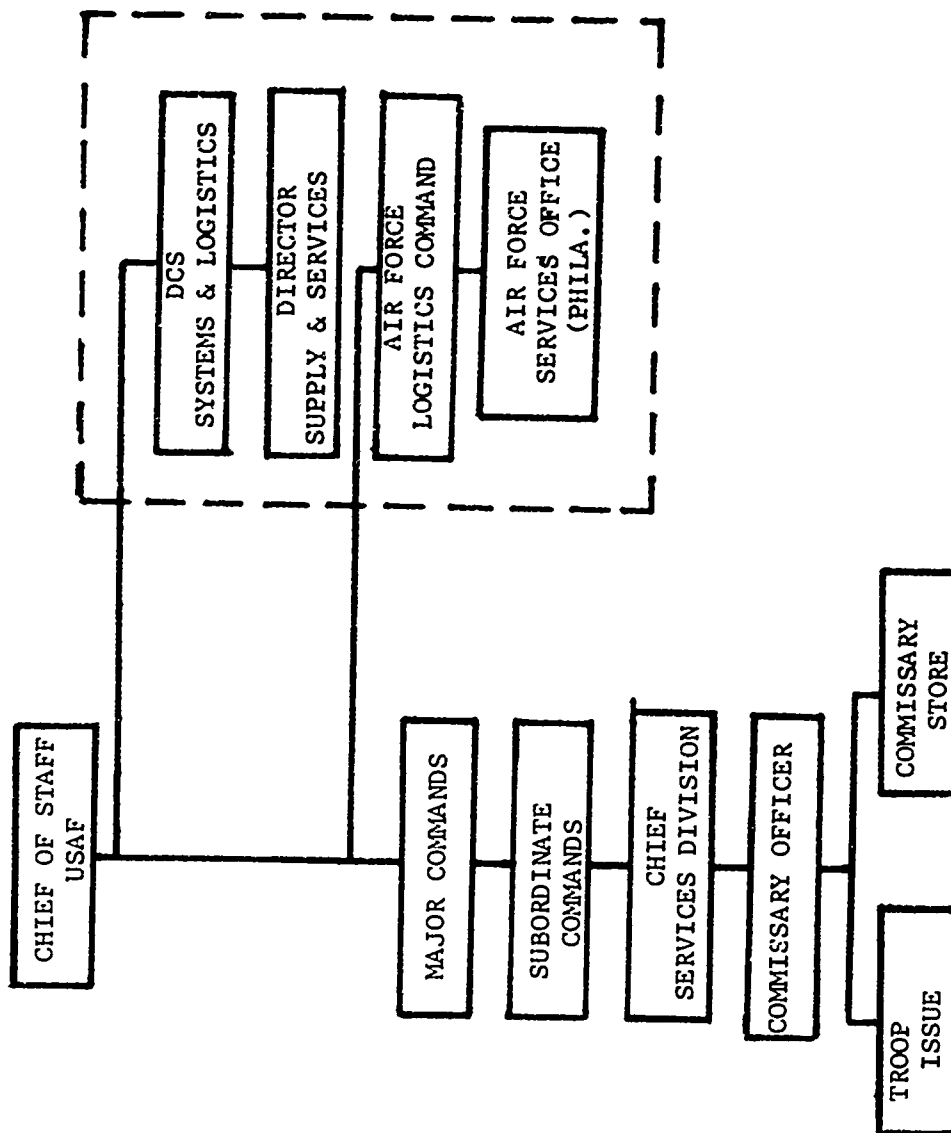 CHIEF OF STAFF
USAF
DCS
SYSTEMS & LOGISTICS
DIRECTOR
SUPPLY & SERVICES
AIR FORCE
LOGISTICS COMMAND
AIR FORCE
SERVICES OFFICE
(PHILA.)
MAJOR COMMANDS
SUBORDINATE
COMMANDS
CHIEF
SERVICES DIVISION
COMMISSARY OFFICER
TROOP
ISSUE
COMMISSARY
STORE